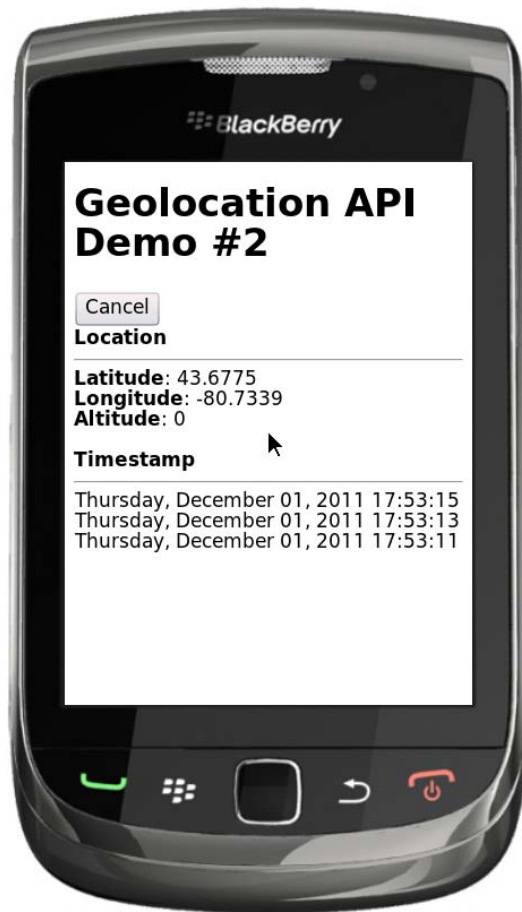 BlackBerry
Geolocation API
Demo #2
Cancel
Location
Latitude: 43.6775
Longitude: -80.7339
Altitude: 0
Timestamp
Thursday, December 01, 2011 17:53:15
Thursday, December 01, 2011 17:53:13
Thursday, December 01, 2011 17:53:11